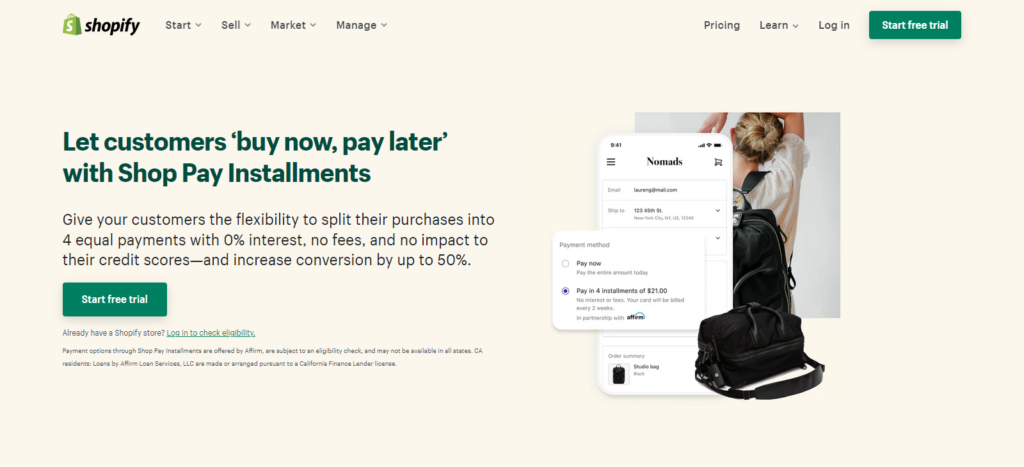 shopify Start Sell Market Manage Pricing Learn Log in Start free trial
Let customers ‘buy now, pay later’
with Shop Pay Installments
Give your customers the flexibility to split their purchases into
4 equal payments with 0% interest, no fees, and no impact to
their credit scores—and increase conversion by up to 50%.
Start free trial
Already have a Shopify store? Log in to check eligibility.
Payment options through Shop Pay Installments are offered by Affirm, are subject to an eligibility check, and may not be available in all states. CA
residents: Loans by Affirm Loan Services, LLC are made or arranged pursuant to a California Finance Lender license.
9:41
Nomads
Email laureng@mail.com
Ship to 123 45th St.
New York City, NY, US, 12345
Payment method
Pay now
Pay the entire amount today
Pay in 4 installments of $21.00
No interest or fees. Your card will be billed
every 2 weeks.
In partnership with affirm
Order summary
Studio bag
Black